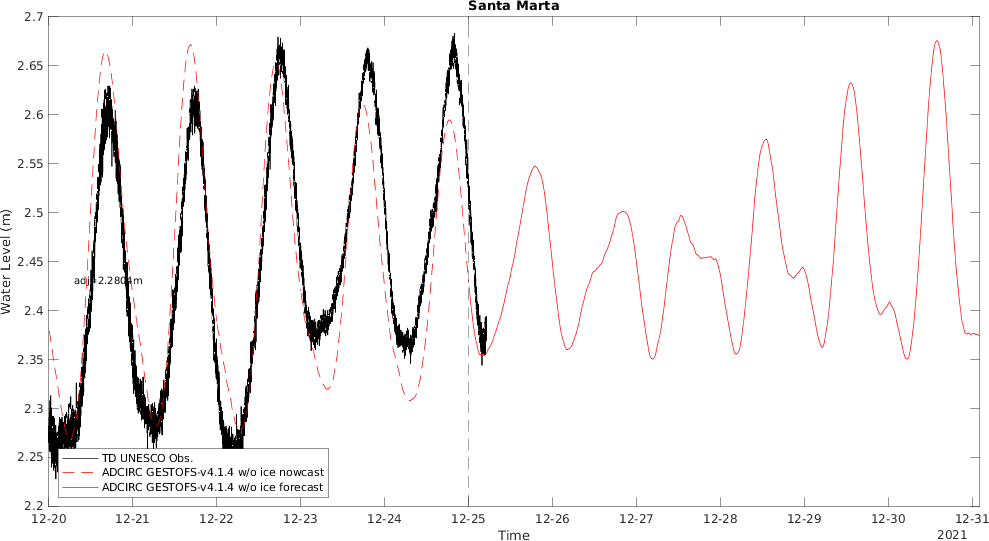 Santa Marta
Water Level (m)
2.7
2.65
2.6
2.55
2.5
2.45
2.4
2.35
2.3
2.25
2.2
adj+2.2804m
TD UNESCO Obs.
ADCIRC GESTOFS-v4.1.4 w/o ice nowcast
ADCIRC GESTOFS-v4.1.4 w/o ice forecast
12-20 12-21 12-22 12-23 12-24 12-25 12-26 12-27 12-28 12-29 12-30 12-31
Time
2021